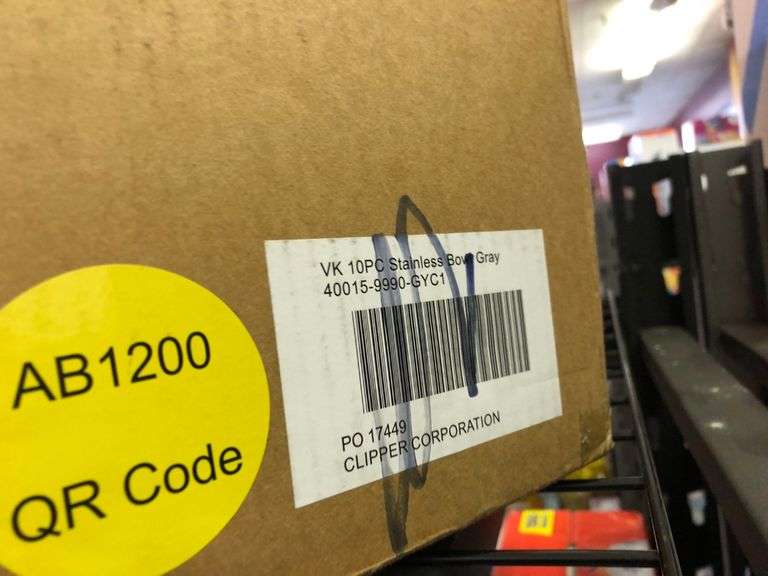 AB1200
QR Code
VK 10PC Stainless Bowl Gray
40015-9990-GYC1
PO 17449
CLIPPER CORPORATION